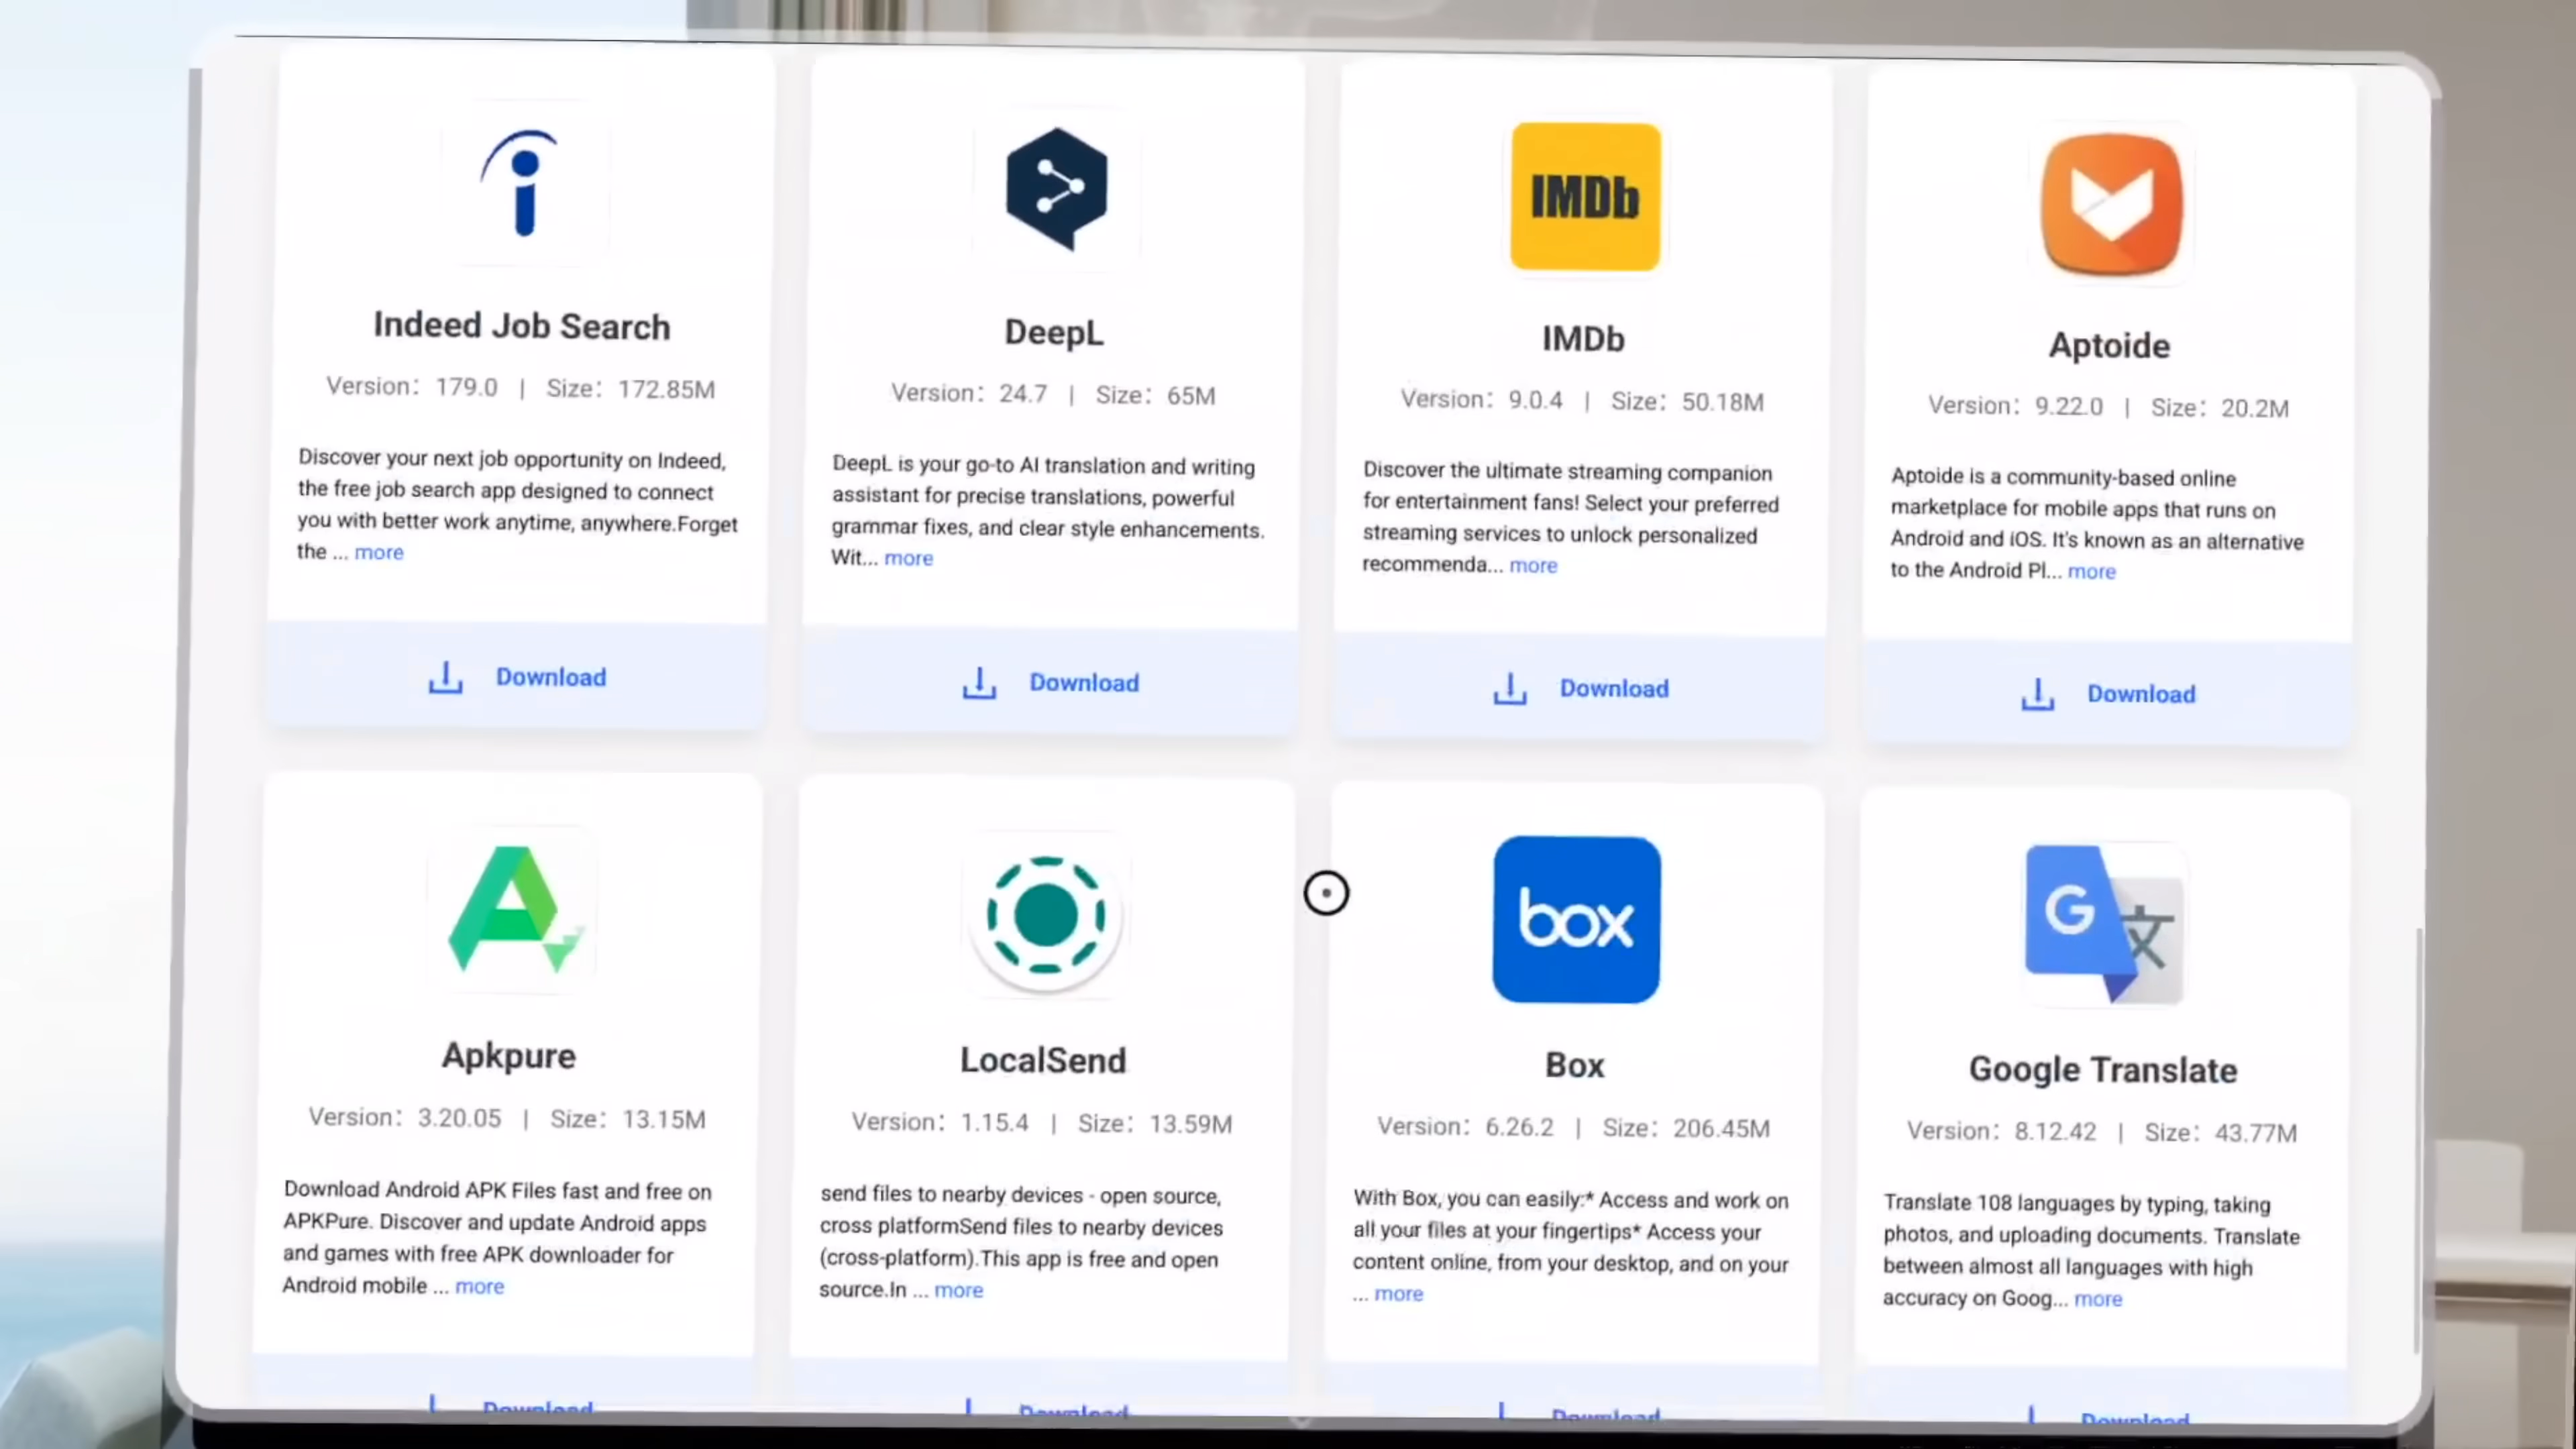 IMDb
Indeed Job Search
Version: 179.0 | Size: 172.85M
Discover your next job opportunity on Indeed,
the free job search app designed to connect
you with better work anytime, anywhere.Forget
the ... more
Download
DeepL
Version: 24.7 | Size: 65M
DeepL is your go-to AI translation and writing
assistant for precise translations, powerful
grammar fixes, and clear style enhancements.
Wit... more
Download
IMDb
Version: 9.0.4 | Size: 50.18M
Discover the ultimate streaming companion
for entertainment fans! Select your preferred
streaming services to unlock personalized
recommenda... more
Download
Aptoide
Version: 9.22.0 | Size: 20.2M
Aptoide is a community-based online
marketplace for mobile apps that runs on
Android and iOS. It's known as an alternative
to the Android Pl... more
Download
Apkpure
Version: 3.20.05 | Size: 13.15M
Download Android APK Files fast and free on
APKPure. Discover and update Android apps
and games with free APK downloader for
Android mobile ... more
Download
LocalSend
Version: 1.15.4 | Size: 13.59M
send files to nearby devices - open source,
cross platformSend files to nearby devices
(cross-platform).This app is free and open
source.In ... more
Download
box
Box
Version: 6.26.2 | Size: 206.45M
With Box, you can easily:* Access and work on
all your files at your fingertips* Access your
content online, from your desktop, and on your
... more
Download
G 文
Google Translate
Version: 8.12.42 | Size: 43.77M
Translate 108 languages by typing, taking
photos, and uploading documents. Translate
between almost all languages with high
accuracy on Goog... more
Download